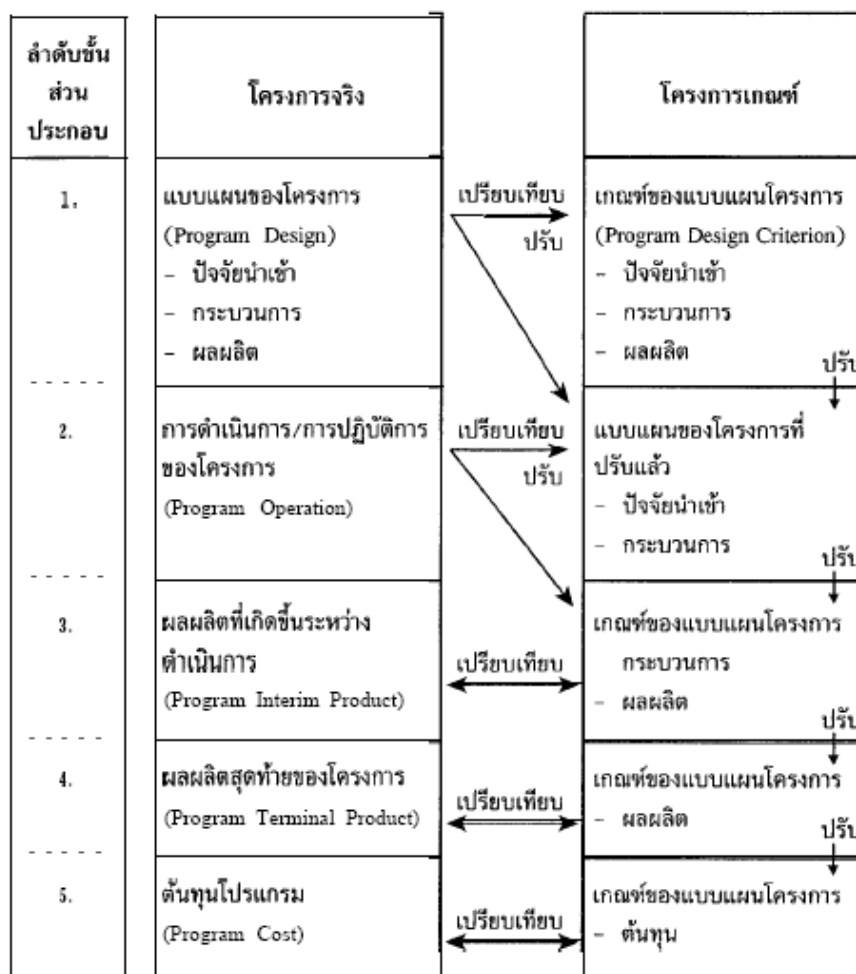 ลำดับชั้น
ส่วน
ประกอบ
โครงการจริง
โครงการเกณฑ์
1.
แบบแผนของโครงการ
(Program Design)
- ปัจจัยนำเข้า
- กระบวนการ
- ผลผลิต
เปรียบเทียบ
ปรับ
เกณฑ์ของแบบแผนโครงการ
(Program Design Criterion)
- ปัจจัยนำเข้า
- กระบวนการ
- ผลผลิต
ปรับ
2.
การดำเนินการ/การปฏิบัติการ
ของโครงการ
(Program Operation)
เปรียบเทียบ
ปรับ
แบบแผนของโครงการที่
ปรับแล้ว
- ปัจจัยนำเข้า
- กระบวนการ
ปรับ
3.
ผลผลิตที่เกิดขึ้นระหว่าง
ดำเนินการ
(Program Interim Product)
เปรียบเทียบ
เกณฑ์ของแบบแผนโครงการ
กระบวนการ
- ผลผลิต
ปรับ
4.
ผลผลิตสุดท้ายของโครงการ
(Program Terminal Product)
เปรียบเทียบ
เกณฑ์ของแบบแผนโครงการ
- ผลผลิต
ปรับ
5.
ต้นทุนโปรแกรม
(Program Cost)
เปรียบเทียบ
เกณฑ์ของแบบแผนโครงการ
- ต้นทุน